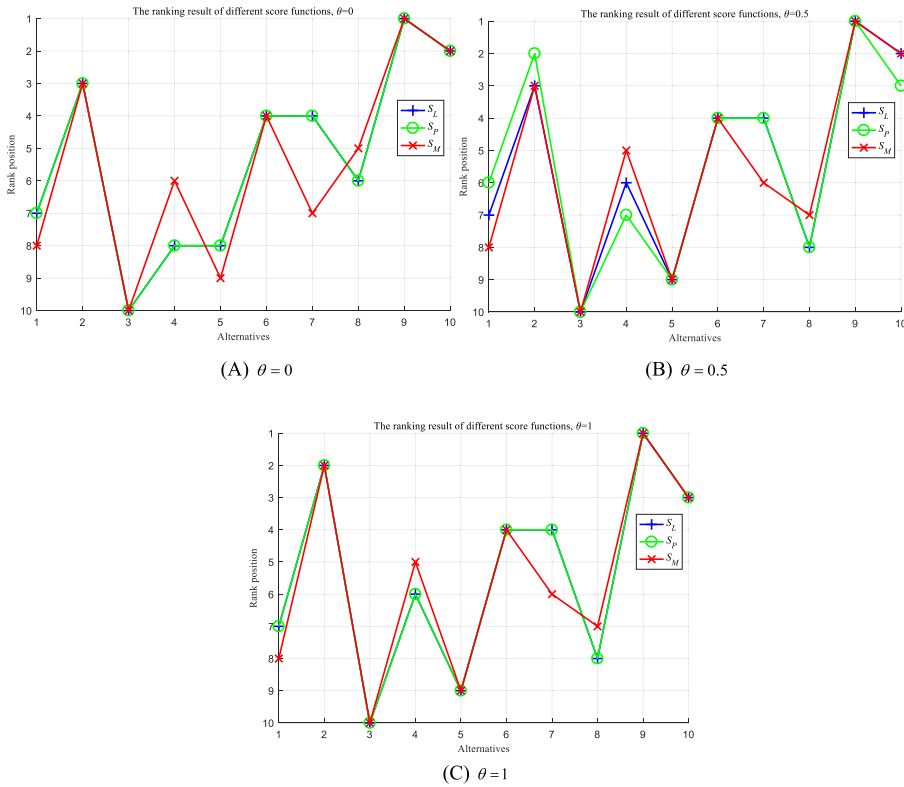 The ranking result of different score functions, θ=0
1
2
3
4
5
6
7
8
9
10
Rank position
1 2 3 4 5 6 7 8 9 10
Alternatives
S_L
S_P
S_M
(A) θ = 0
The ranking result of different score functions, θ=0.5
1
2
3
4
5
6
7
8
9
10
Rank position
1 2 3 4 5 6 7 8 9 10
Alternatives
S_L
S_P
S_M
(B) θ = 0.5
The ranking result of different score functions, θ=1
1
2
3
4
5
6
7
8
9
10
Rank position
1 2 3 4 5 6 7 8 9 10
Alternatives
S_L
S_P
S_M
(C) θ = 1